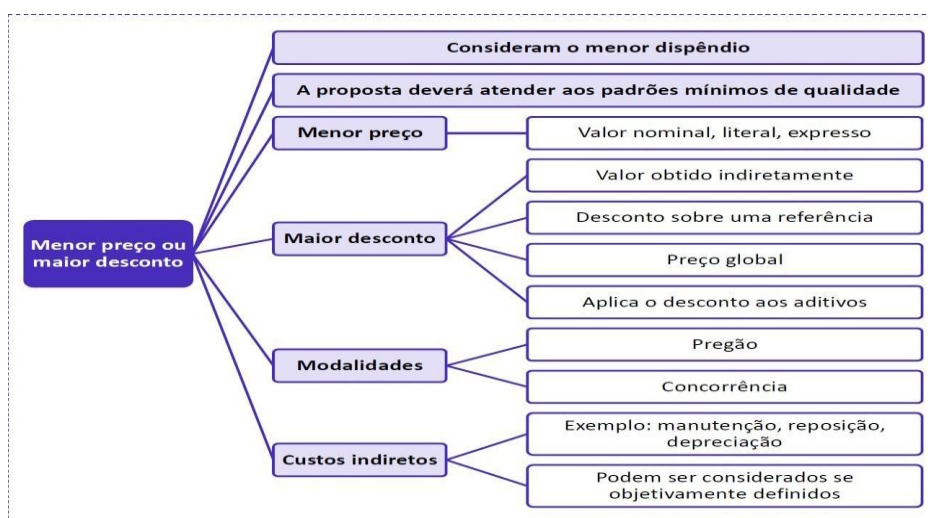 Menor preço ou
maior desconto
Consideram o menor dispêndio
A proposta deverá atender aos padrões mínimos de qualidade
Menor preço
Valor nominal, literal, expresso
Maior desconto
Valor obtido indiretamente
Desconto sobre uma referência
Preço global
Aplica o desconto aos aditivos
Modalidades
Pregão
Concorrência
Custos indiretos
Exemplo: manutenção, reposição,
depreciação
Podem ser considerados se
objetivamente definidos